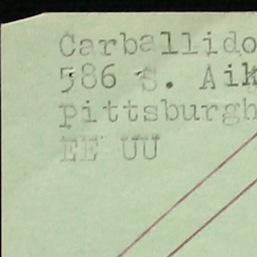 Carballido
586 S. Aik
pittsburgh
EE UU